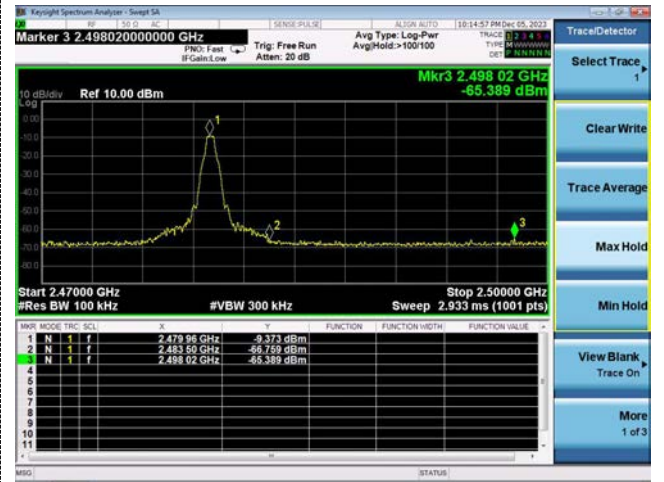 Keysight Spectrum Analyzer - Swept SA
RF 50 Ω AC SENSE:PULSE ALIGN AUTO 10:14:57 PM Dec 05, 2023
Marker 3 2.498020000000 GHz
PNO: Fast
IFGain:Low
Trig: Free Run
Atten: 20 dB
Avg Type: Log-Pwr
Avg|Hold:>100/100
TRACE 1 2 3 4 5 6
TYPE M WWWWW
DET P NNNNN
Trace/Detector
Mkr3 2.498 02 GHz
-65.389 dBm
10 dB/div Ref 10.00 dBm
Log
0.00
-10.0
-20.0
-30.0
-40.0
-50.0
-60.0
-70.0
-80.0
1
2
3
Start 2.47000 GHz
Stop 2.50000 GHz
#Res BW 100 kHz
#VBW 300 kHz
Sweep 2.933 ms (1001 pts)
MKR MODE TRC SCL X Y FUNCTION FUNCTION WIDTH FUNCTION VALUE
1 N 1 f 2.479 96 GHz -9.373 dBm
2 N 1 f 2.483 50 GHz -66.759 dBm
3 N 1 f 2.498 02 GHz -65.389 dBm
4
5
6
7
8
9
10
11
MSG
STATUS
Select Trace
1
Clear Write
Trace Average
Max Hold
Min Hold
View Blank
Trace On
More
1 of 3